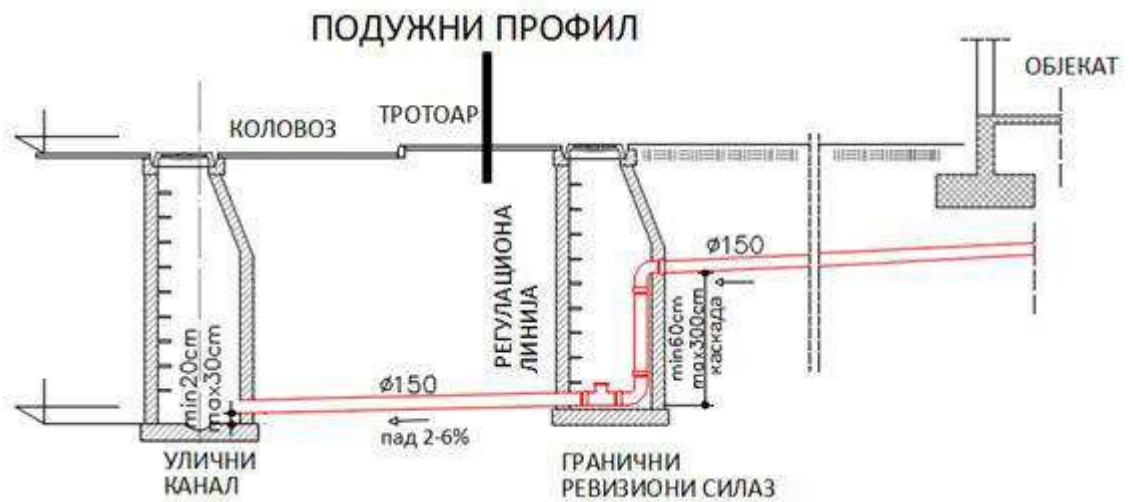 ПОДУЖНИ ПРОФИЛ
ОБЈЕКАТ
ТРОТОАР
КОЛОВОЗ
РЕГУЛАЦИОНА
ЛИНИЈА
ø150
min60cm
max300cm
каскада
min20cm
max30cm
ø150
пад 2-6%
УЛИЧНИ
КАНАЛ
ГРАНИЧНИ
РЕВИЗИОНИ СИЛАЗ